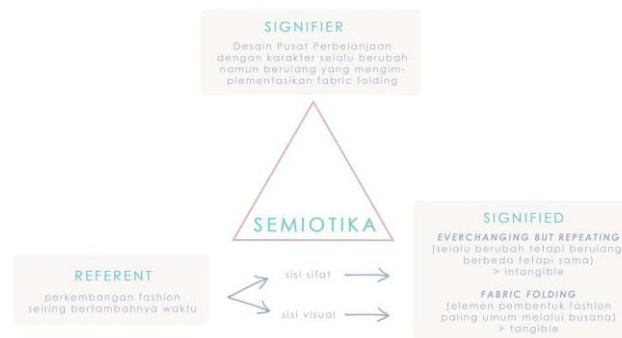 SIGNIFIER
Desain Pusat Perbelanjaan
dengan karakter selalu berubah
namun berulang yang mengim-
plementasikan fabric folding
SEMIOTIKA
REFERENT
perkembangan fashion
seiring bertambahnya waktu
sisi sifat
sisi visual
SIGNIFIED
EVERCHANGING BUT REPEATING
(selalu berubah tetapi berulang
berbeda tetapi sama)
> intangible
FABRIC FOLDING
(elemen pembentuk fashion
paling umum melalui busana)
> tangible